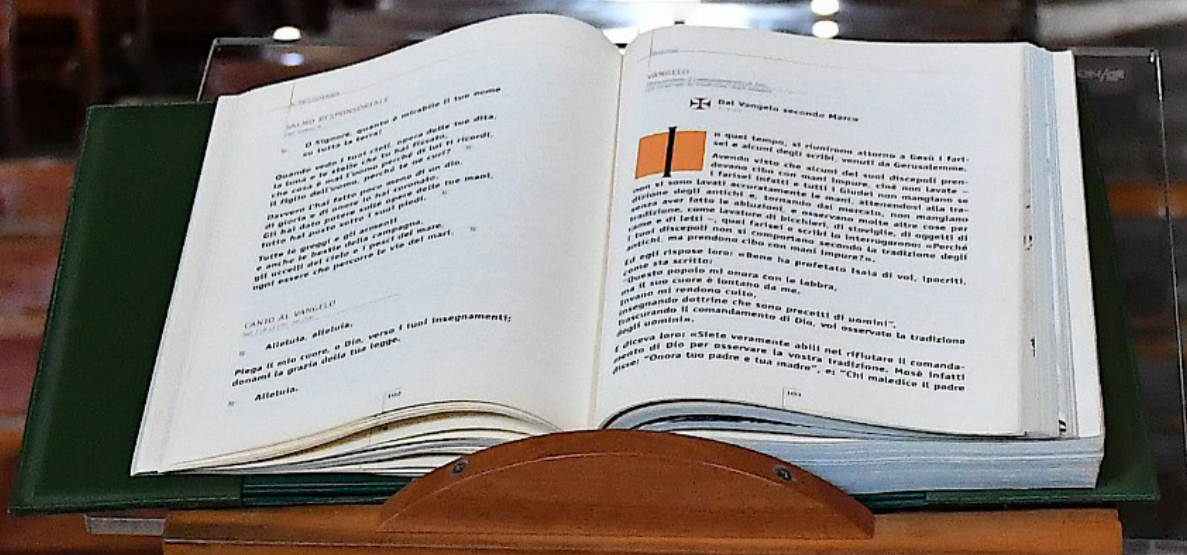 SALMO RESPONSORIALE
O Signore, quanto è mirabile il tuo nome
su tutta la terra!
Quando vedo i tuoi cieli, opera delle tue dita,
la luna e le stelle che tu hai fissato,
che cosa è mai l'uomo perché di lui ti ricordi,
il figlio dell'uomo, perché te ne curi?
Davvero l'hai fatto poco meno di un dio,
di gloria e di onore lo hai coronato.
Gli hai dato potere sulle opere delle tue mani,
tutto hai posto sotto i suoi piedi.
Tutte le greggi e gli armenti
e anche le bestie della campagna,
gli uccelli del cielo e i pesci del mare,
ogni essere che percorre le vie dei mari.
CANTO AL VANGELO
Alleluia, alleluia.
Piega il mio cuore, o Dio, verso i tuoi insegnamenti;
donami la grazia della tua legge.
Alleluia.
102
VANGELO
Dal Vangelo secondo Marco
In quel tempo, si riunirono attorno a Gesù i fari-
sei e alcuni degli scribi, venuti da Gerusalemme.
Avendo visto che alcuni dei suoi discepoli pren-
devano cibo con mani impure, cioè non lavate –
i farisei infatti e tutti i Giudei non mangiano se
non si sono lavati accuratamente le mani, attenendosi alla tra-
dizione degli antichi e, tornando dal mercato, non mangiano
senza aver fatto le abluzioni, e osservano molte altre cose per
tradizione, come lavature di bicchieri, di stoviglie, di oggetti di
rame e di letti –, quei farisei e scribi lo interrogarono: «Perché
i tuoi discepoli non si comportano secondo la tradizione degli
antichi, ma prendono cibo con mani impure?».
Ed egli rispose loro: «Bene ha profetato Isaia di voi, ipocriti,
come sta scritto:
"Questo popolo mi onora con le labbra,
ma il suo cuore è lontano da me.
Invano mi rendono culto,
insegnando dottrine che sono precetti di uomini".
Trascurando il comandamento di Dio, voi osservate la tradizione
degli uomini».
E diceva loro: «Siete veramente abili nel rifiutare il comanda-
mento di Dio per osservare la vostra tradizione. Mosè infatti
disse: "Onora tuo padre e tua madre", e: "Chi maledice il padre
103